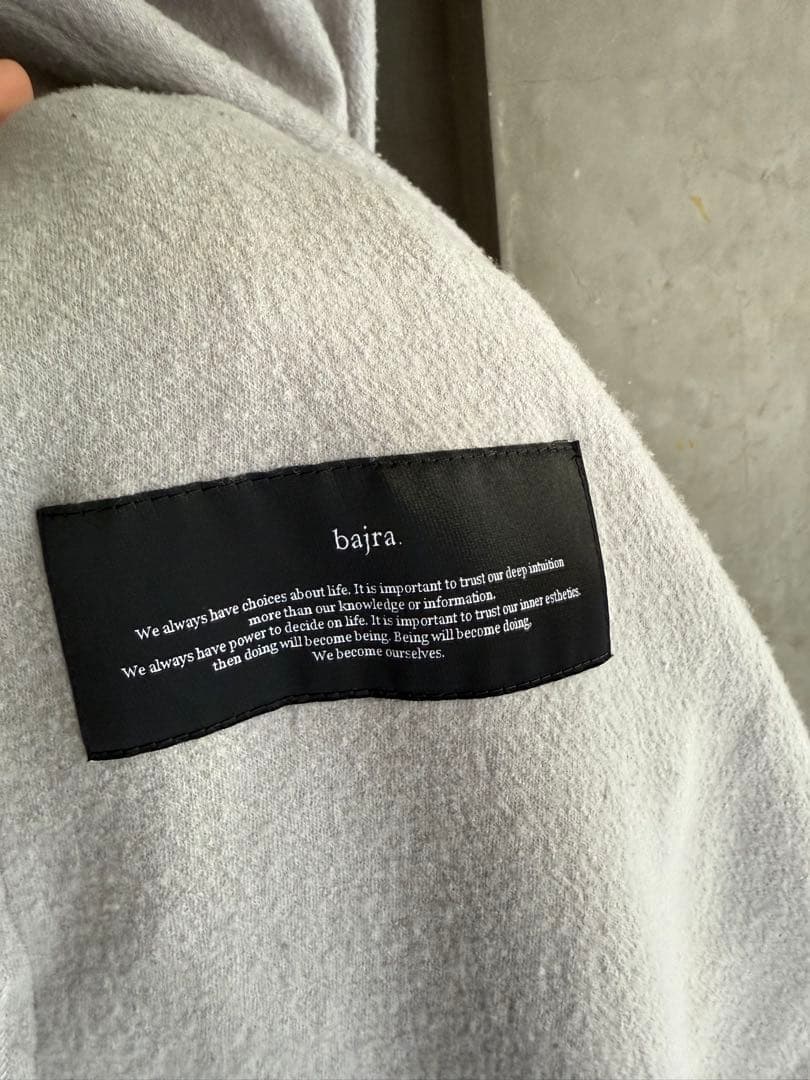 bajra.
We always have choices about life. It is important to trust our deep intuition
more than our knowledge or information.
We always have power to decide on life. It is important to trust our inner esthetics.
then doing will become being. Being will become doing.
We become ourselves.